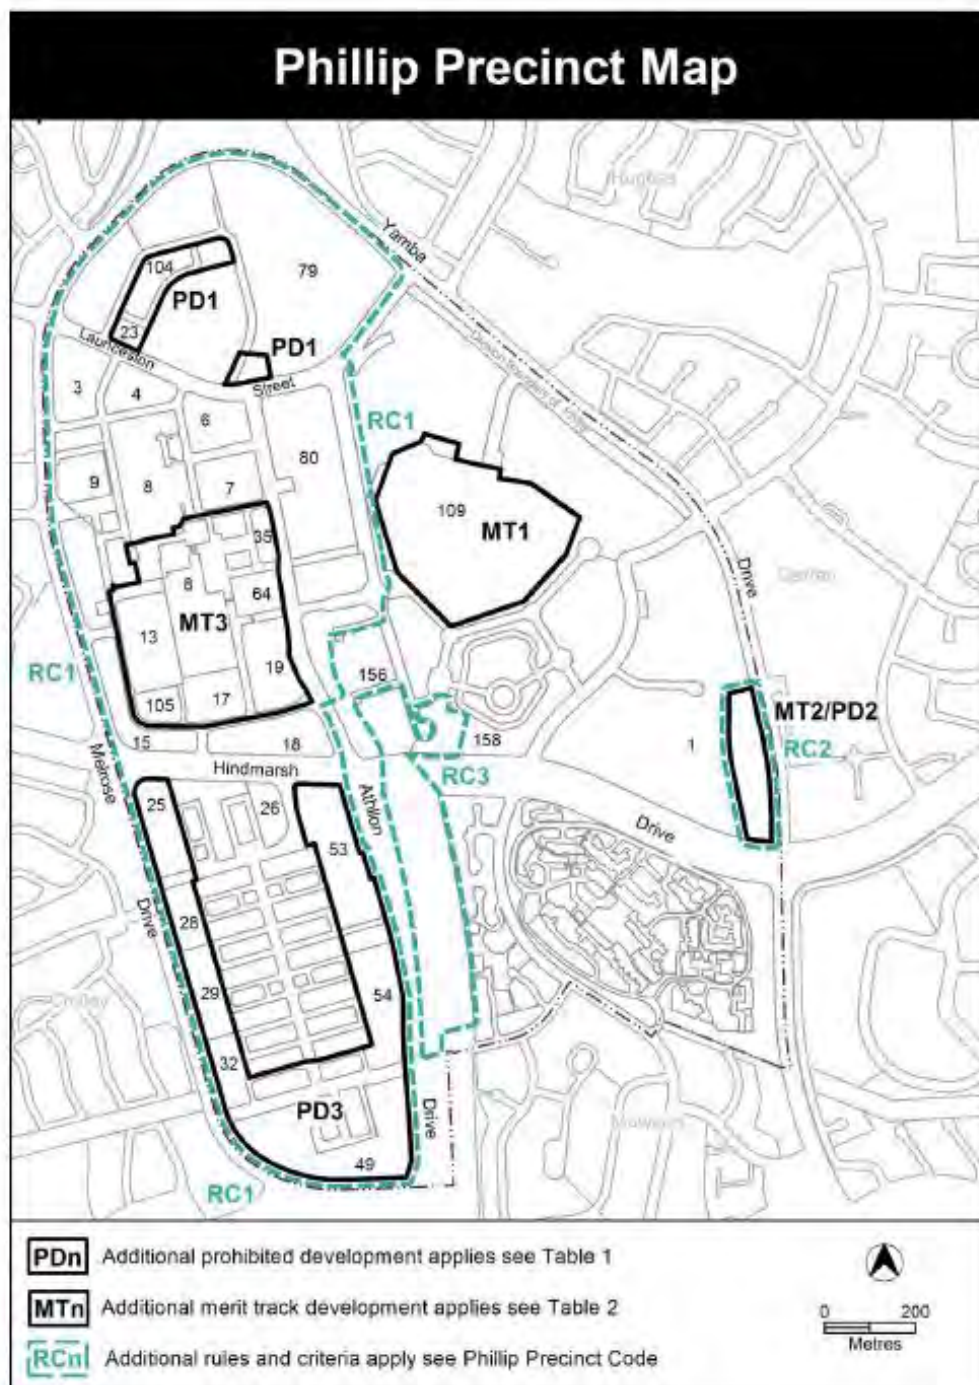 Phillip Precinct Map
Hughes
Yamba
104
79
PD1
23
Launceston
PD1
Street
3
4
6
RC1
80
9
8
7
109
MT1
35
8
64
Drive
MT3
13
19
RC1
156
105
17
MT2/PD2
15
18
158
1
RC2
Hindmarsh
RC3
Melrose
25
26
Athllon
Drive
53
Drive
28
29
54
32
PD3
Drive
49
RC1
PDn Additional prohibited development applies see Table 1
MTn Additional merit track development applies see Table 2
RCn Additional rules and criteria apply see Phillip Precinct Code
0 200
Metres